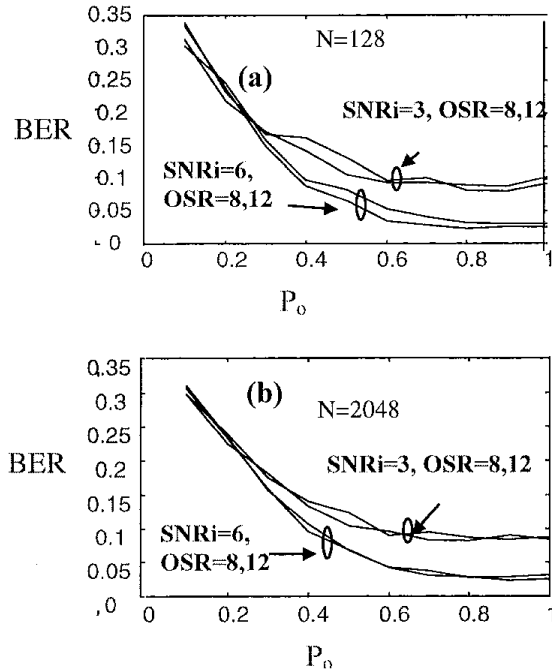 0.35
0.3
0.25
0.2
0.15
0.1
0.05
0
BER
(a)
N=128
SNRi=3, OSR=8,12
SNRi=6,
OSR=8,12
0 0.2 0.4 0.6 0.8 1
Po
0.35
0.3
0.25
0.2
0.15
0.1
0.05
0
BER
(b)
N=2048
SNRi=3, OSR=8,12
SNRi=6,
OSR=8,12
0 0.2 0.4 0.6 0.8 1
Po